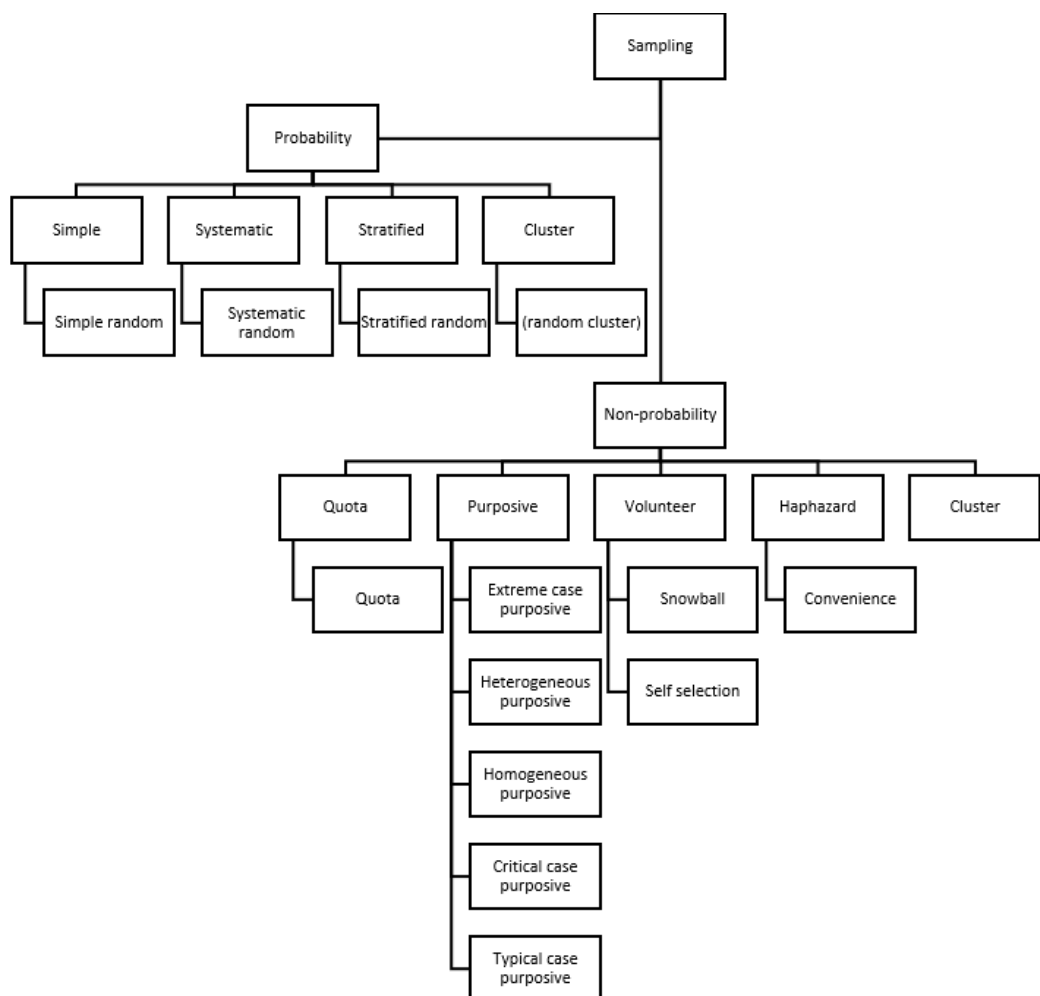 Sampling
Probability
Simple
Systematic
Stratified
Cluster
Simple random
Systematic
random
Stratified random
(random cluster)
Non-probability
Quota
Purposive
Volunteer
Haphazard
Cluster
Quota
Extreme case
purposive
Snowball
Convenience
Heterogeneous
purposive
Self selection
Homogeneous
purposive
Critical case
purposive
Typical case
purposive